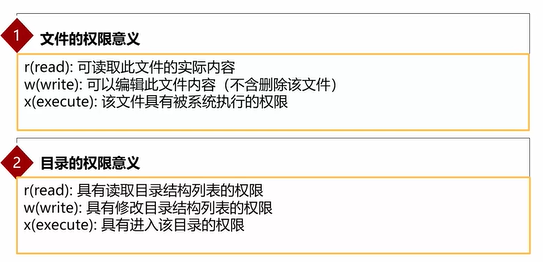 1
文件的权限意义
r(read): 可读取此文件的实际内容
w(write): 可以编辑此文件内容（不含删除该文件）
x(execute): 该文件具有被系统执行的权限
2
目录的权限意义
r(read): 具有读取目录结构列表的权限
w(write): 具有修改目录结构列表的权限
x(execute): 具有进入该目录的权限